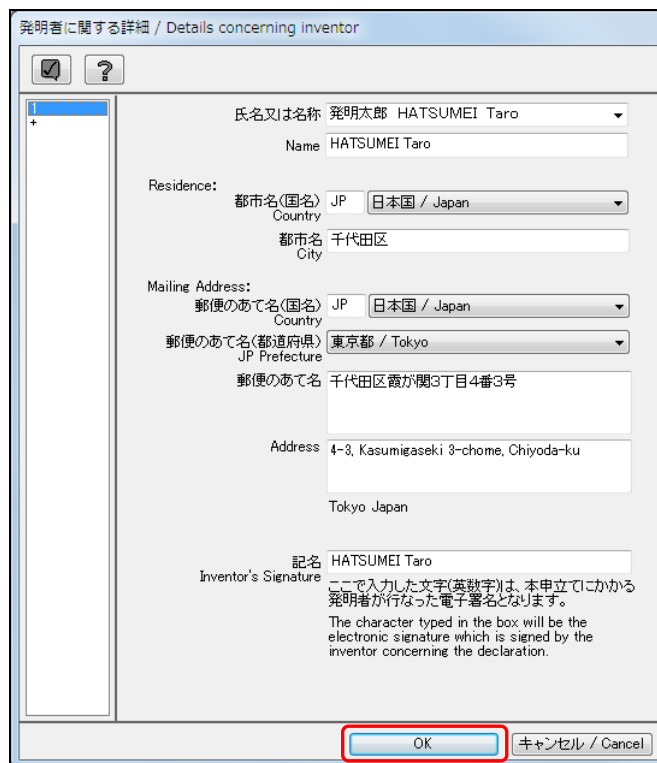 発明者に関する詳細 / Details concerning inventor
1
+
氏名又は名称 発明太郎 HATSUMEI Taro
Name HATSUMEI Taro
Residence:
都市名(国名) JP 日本国 / Japan
Country
都市名 千代田区
City
Mailing Address:
郵便のあて名(国名) JP 日本国 / Japan
Country
郵便のあて名(都道府県) 東京都 / Tokyo
JP Prefecture
郵便のあて名 千代田区霞が関3丁目4番3号
Address 4-3, Kasumigaseki 3-chome, Chiyoda-ku
Tokyo Japan
記名 HATSUMEI Taro
Inventor's Signature
ここで入力した文字(英数字)は、本申立てにかかる
発明者が行なった電子署名となります。
The character typed in the box will be the
electronic signature which is signed by the
inventor concerning the declaration.
OK キャンセル / Cancel